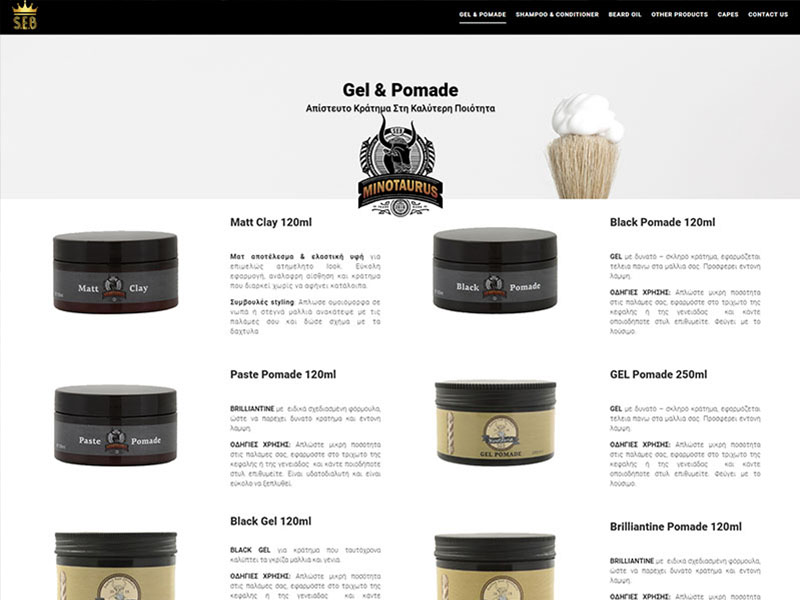 S.E.B
GEL & POMADE
SHAMPOO & CONDITIONER
BEARD OIL
OTHER PRODUCTS
CAPES
CONTACT US
Gel & Pomade
Απίστευτο Κράτημα Στη Καλύτερη Ποιότητα
MINOTAURUS
Matt Clay 120ml
Ματ αποτέλεσμα & ελαστική υφή για
επιμελώς ατημέλητο look. Εύκολη
εφαρμογή, ανάλαφρη αίσθηση και κράτημα
που διαρκεί χωρίς να αφήνει κατάλοιπα.
Συμβουλές styling: Άπλωσε ομοιόμορφα σε
νωπά ή στεγνά μαλλιά ανακάτεψε με τις
παλάμες σου και δώσε σχήμα με τα
δάχτυλα
Matt Clay
Black Pomade 120ml
GEL με δυνατό – σκληρό κράτημα, εφαρμόζεται
τέλεια πάνω στα μαλλιά σας. Προσφέρει έντονη
λάμψη.
ΟΔΗΓΙΕΣ ΧΡΗΣΗΣ: Απλώστε μικρή ποσότητα
στις παλάμες σας, εφαρμόστε στο τριχωτό της
κεφαλής ή της γενειάδας και κάντε
οποιοδήποτε στυλ επιθυμείτε. Φεύγει με το
λούσιμο.
Black Pomade
Paste Pomade 120ml
BRILLIANTINE με ειδικά σχεδιασμένη φόρμουλα,
ώστε να παρέχει δυνατό κράτημα και έντονη
λάμψη.
ΟΔΗΓΙΕΣ ΧΡΗΣΗΣ: Απλώστε μικρή ποσότητα
στις παλάμες σας, εφαρμόστε στο τριχωτό της
κεφαλής ή της γενειάδας και κάντε ποιοδήποτε
στυλ επιθυμείτε. Είναι υδατοδιαλυτή και είναι
εύκολα να ξεπλυθεί.
Paste Pomade
GEL Pomade 250ml
GEL με δυνατό – σκληρό κράτημα, εφαρμόζεται
τέλεια πάνω στα μαλλιά σας. Προσφέρει έντονη
λάμψη.
ΟΔΗΓΙΕΣ ΧΡΗΣΗΣ: Απλώστε μικρή ποσότητα
στις παλάμες σας, εφαρμόστε στο τριχωτό της
κεφαλής ή της γενειάδας και κάντε
οποιοδήποτε στυλ επιθυμείτε. Φεύγει με το
λούσιμο.
GEL POMADE
Black Gel 120ml
BLACK GEL για κράτημα που ταυτόχρονα
καλύπτει τα γκρίζα μαλλιά και γένια.
ΟΔΗΓΙΕΣ ΧΡΗΣΗΣ: Απλώστε μικρή ποσότητα
στις παλάμες σας, εφαρμόστε στο τριχωτό της
κεφαλής ή της γενειάδας και κάντε
Brilliantine Pomade 120ml
BRILLIANTINE με ειδικά σχεδιασμένη φόρμουλα,
ώστε να παρέχει δυνατό κράτημα και έντονη
λάμψη.
ΟΔΗΓΙΕΣ ΧΡΗΣΗΣ: Απλώστε μικρή ποσότητα